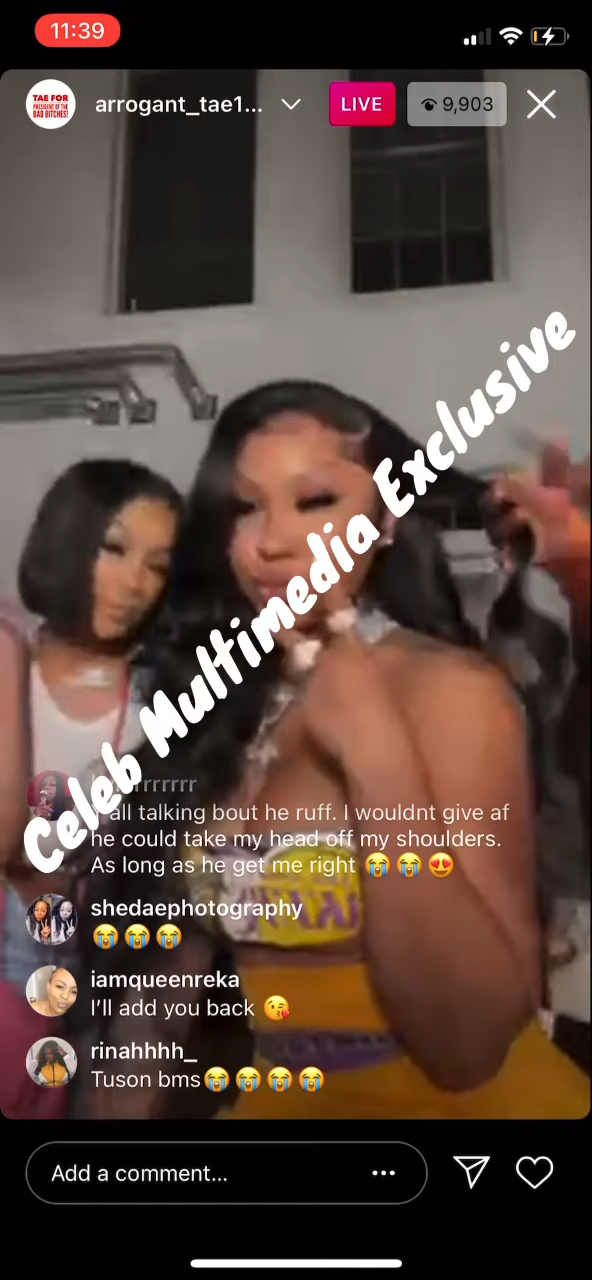 11:39
TAE FOR
PRESIDENT OF THE
BAD BITCHES!
arrogant_tae1...
LIVE
9,903
Celeb Multimedia Exclusive
all talking bout he ruff. I wouldnt give af
he could take my head off my shoulders.
As long as he get me right 😭 😭 😍
shedaephotography
😭 😭 😭
iamqueenreka
I'll add you back 😘
rinahhhh_
Tuson bms😭 😭 😭 😭
Add a comment...